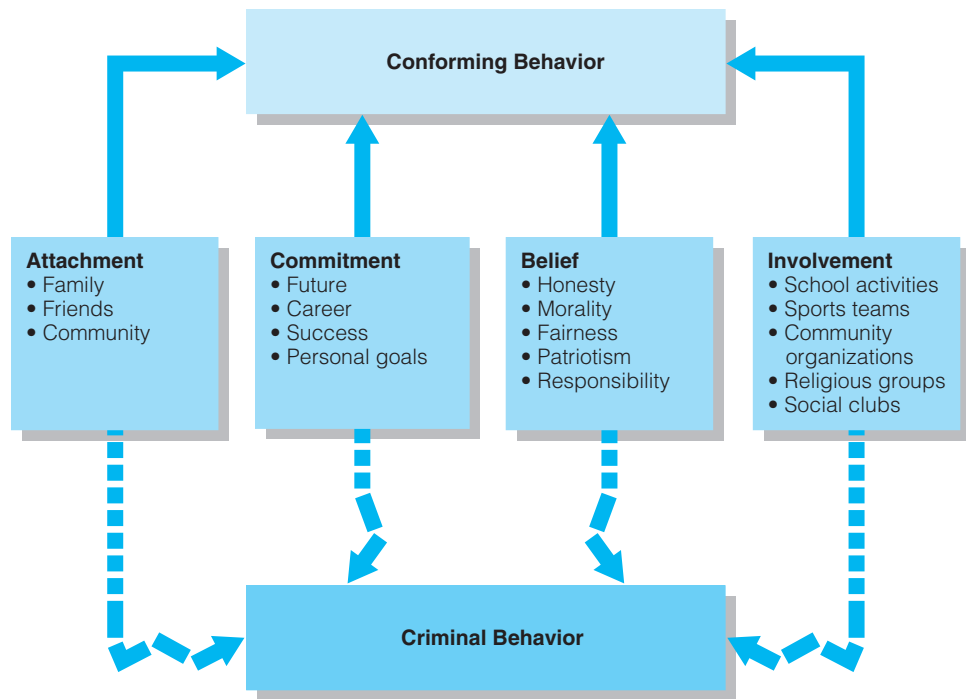 Conforming Behavior
Attachment
• Family
• Friends
• Community
Commitment
• Future
• Career
• Success
• Personal goals
Belief
• Honesty
• Morality
• Fairness
• Patriotism
• Responsibility
Involvement
• School activities
• Sports teams
• Community
organizations
• Religious groups
• Social clubs
Criminal Behavior